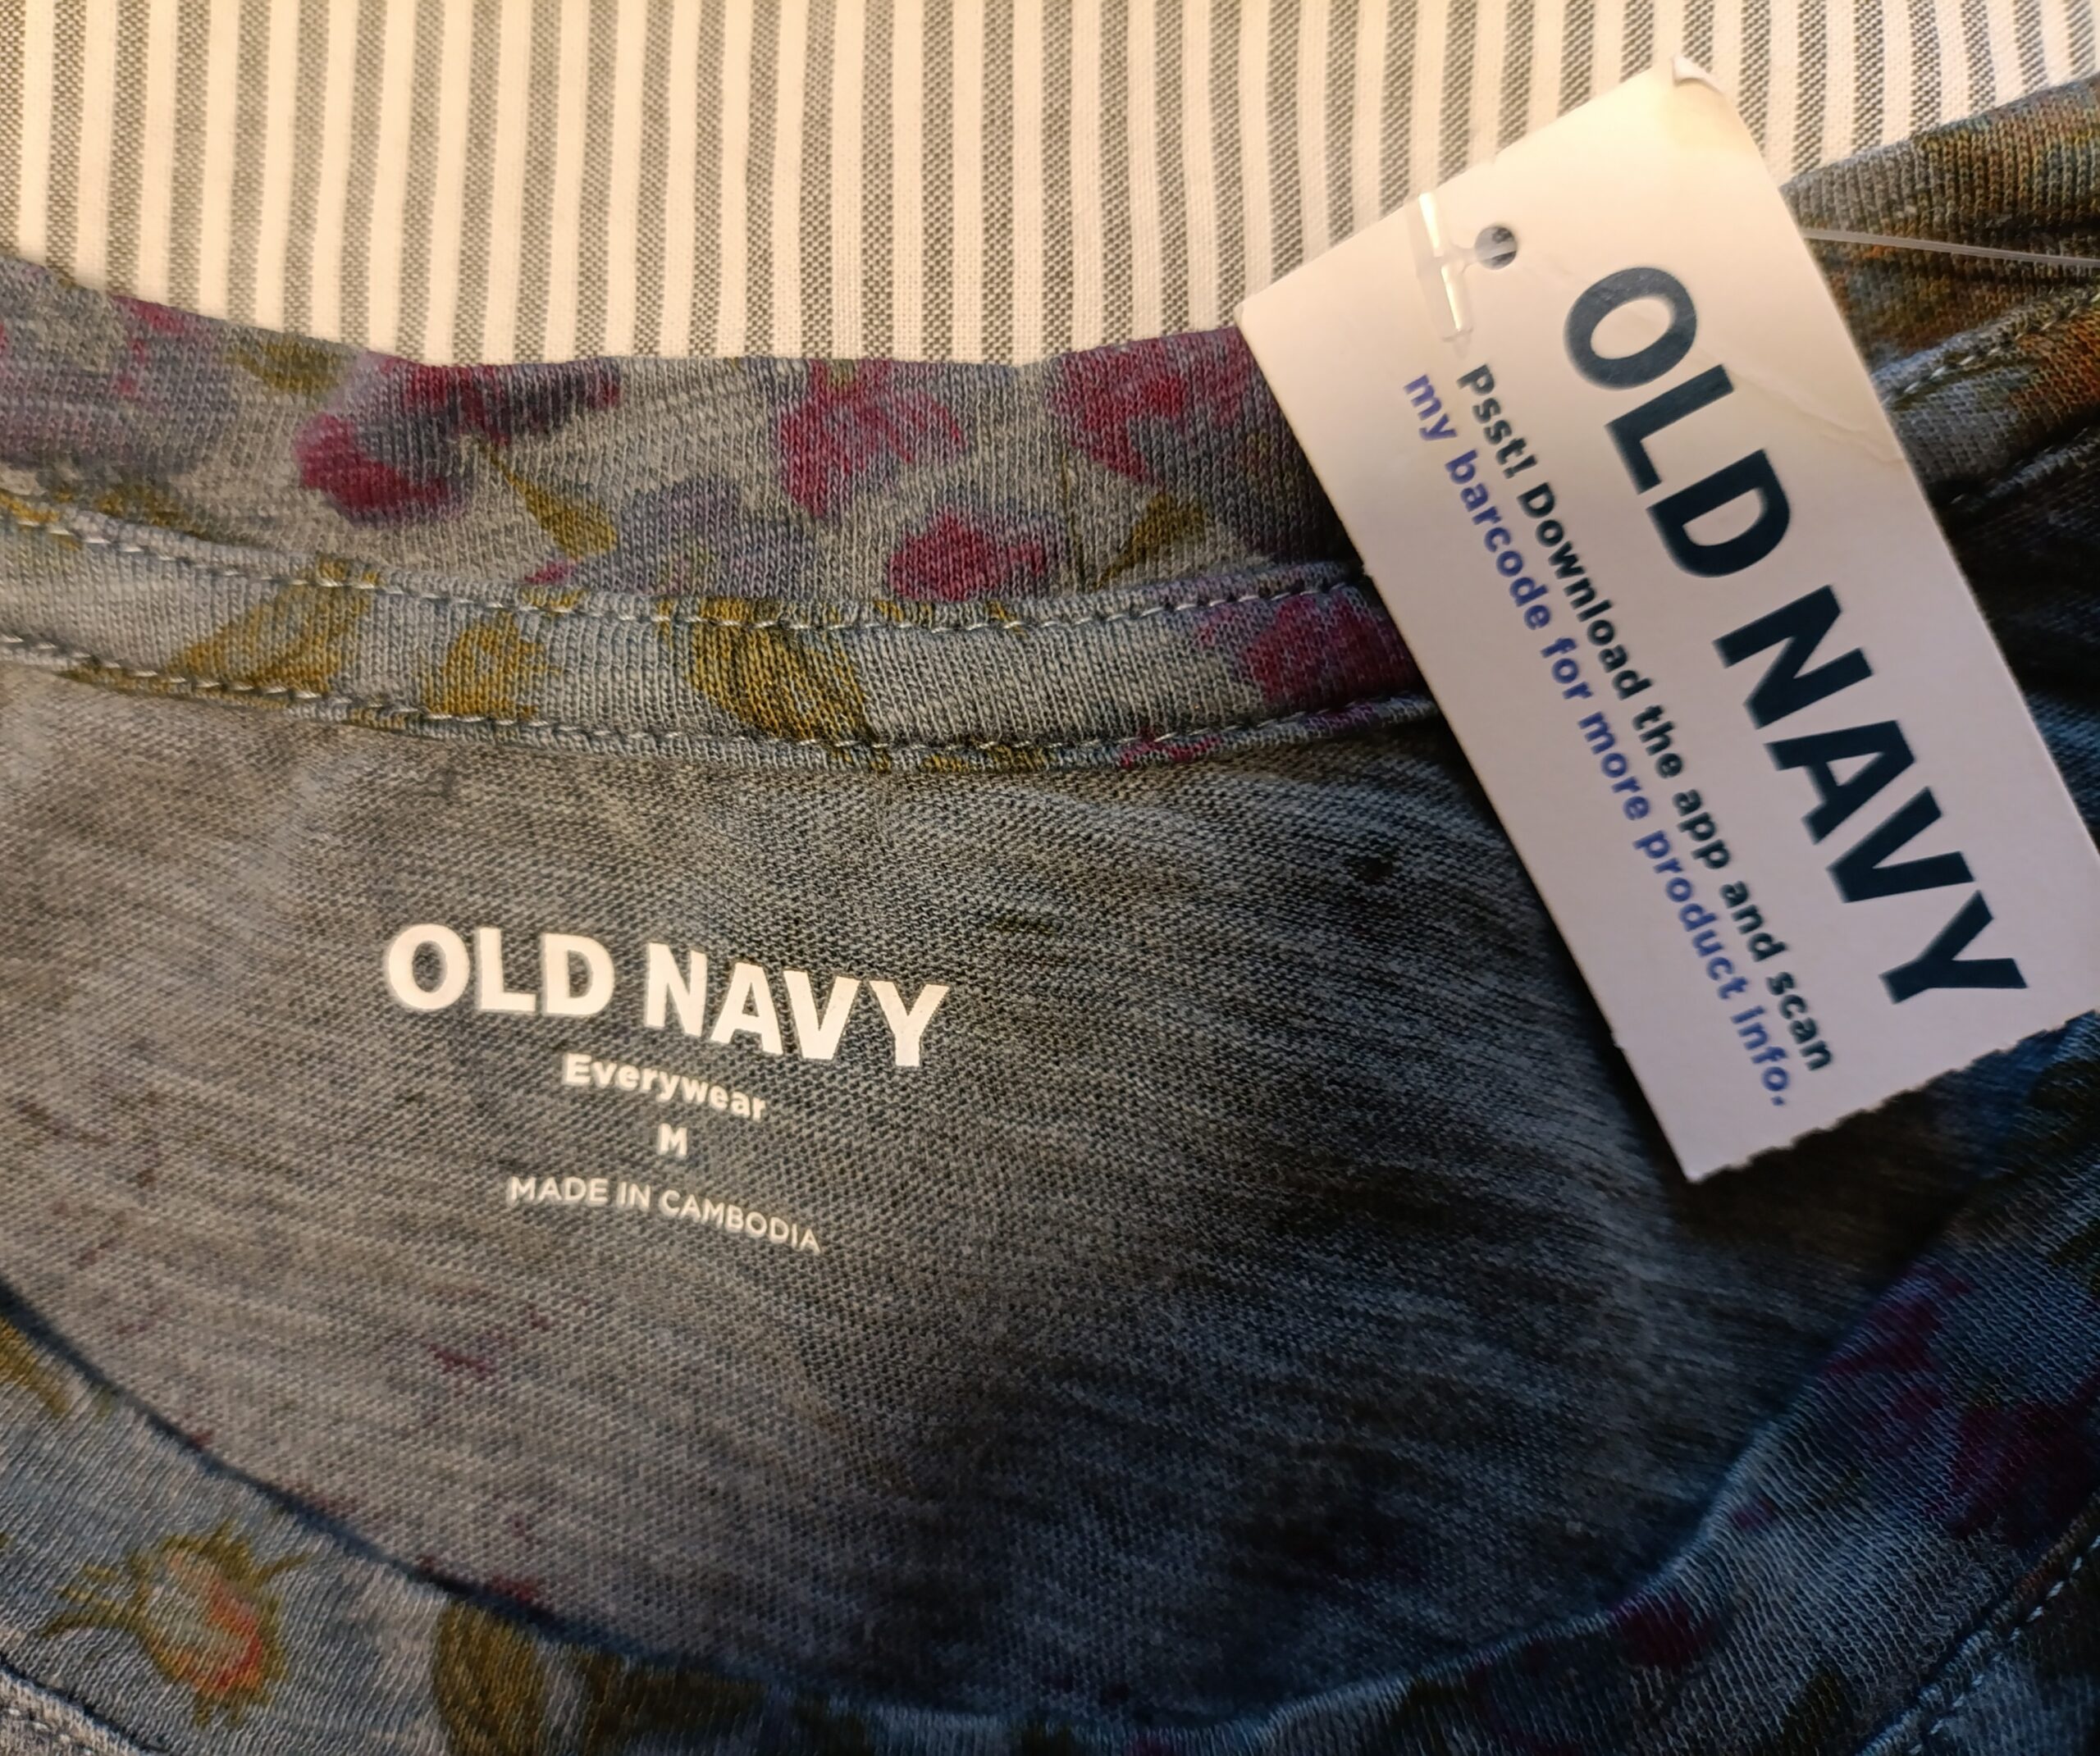 OLD NAVY
Everywear
M
MADE IN CAMBODIA
OLD NAVY
Psst! Download the app and scan
my barcode for more product info.